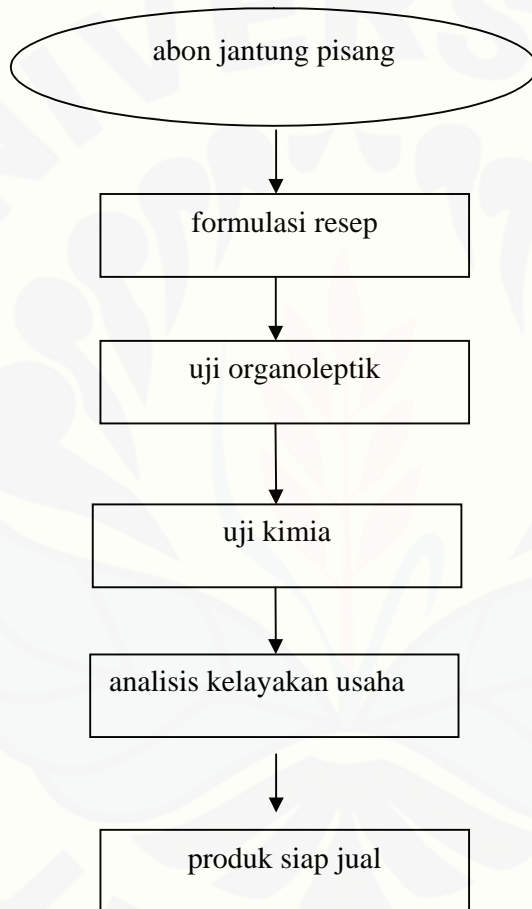 abon jantung pisang
formulasi resep
uji organoleptik
uji kimia
analisis kelayakan usaha
produk siap jual